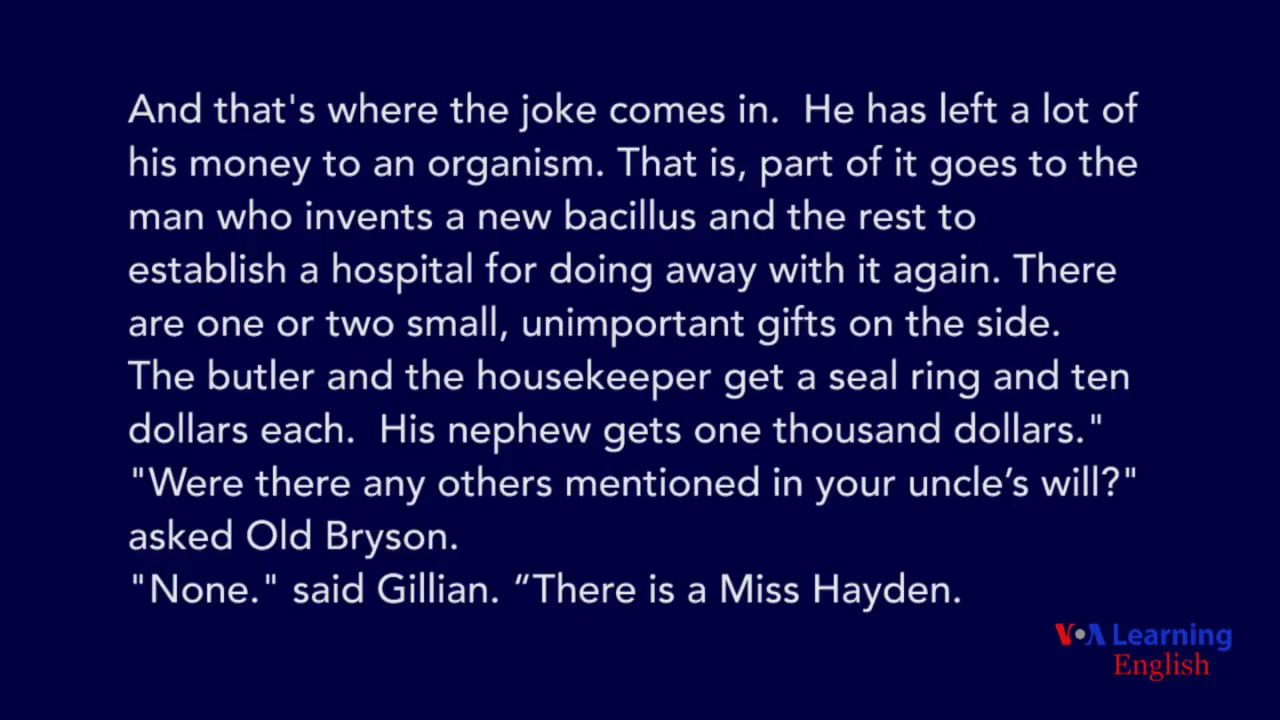 And that's where the joke comes in.  He has left a lot of
his money to an organism. That is, part of it goes to the
man who invents a new bacillus and the rest to
establish a hospital for doing away with it again. There
are one or two small, unimportant gifts on the side.
The butler and the housekeeper get a seal ring and ten
dollars each.  His nephew gets one thousand dollars."
"Were there any others mentioned in your uncle’s will?"
asked Old Bryson.
"None." said Gillian. “There is a Miss Hayden.
VOA Learning
English